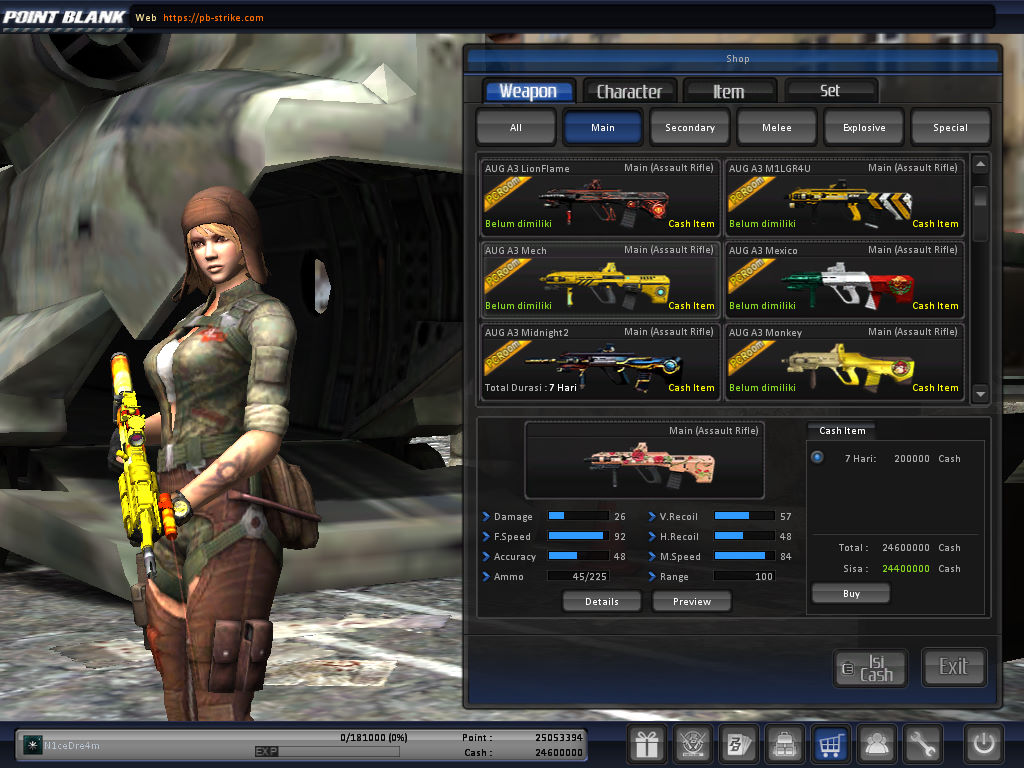 POINT BLANK Web https://pb-strike.com
Shop
Weapon Character Item Set
All Main Secondary Melee Explosive Special
AUG A3 LionFlame Main (Assault Rifle)
PCROOM
Belum dimiliki Cash Item
AUG A3 M1LGR4U Main (Assault Rifle)
PCROOM
Belum dimiliki Cash Item
AUG A3 Mech Main (Assault Rifle)
PCROOM
Belum dimiliki Cash Item
AUG A3 Mexico Main (Assault Rifle)
PCROOM
Belum dimiliki Cash Item
AUG A3 Midnight2 Main (Assault Rifle)
PCROOM
Total Durasi : 7 Hari Cash Item
AUG A3 Monkey Main (Assault Rifle)
PCROOM
Belum dimiliki Cash Item
Main (Assault Rifle)
Damage 26 V.Recoil 57
F.Speed 92 H.Recoil 48
Accuracy 48 M.Speed 84
Ammo 45/225 Range 100
Details Preview
Cash Item
7 Hari: 200000 Cash
Total : 24600000 Cash
Sisa : 24400000 Cash
Buy
Isi Cash Exit
N1ceDre4m
0/181000 (0%)
EXP
Point : 25053394
Cash : 24600000